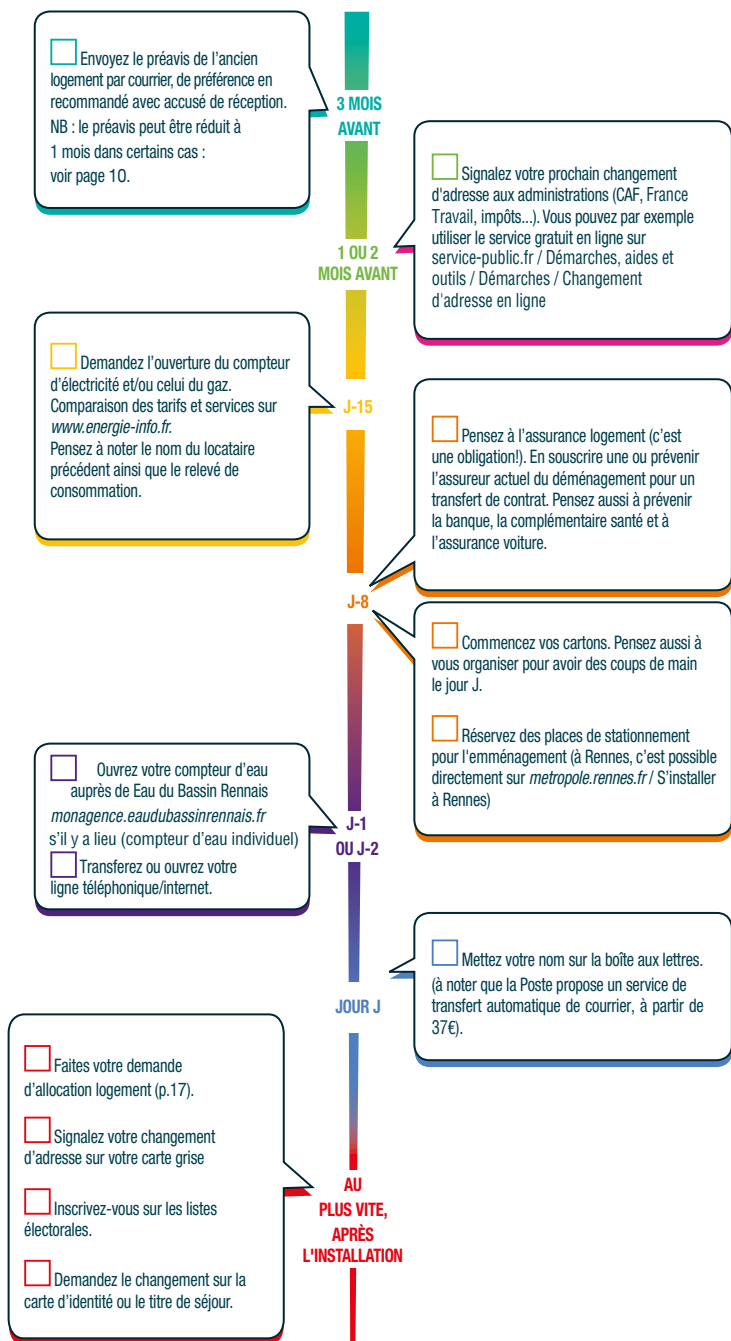 Envoyez le préavis de l'ancien
logement par courrier, de préférence en
recommandé avec accusé de réception.
NB : le préavis peut être réduit à
1 mois dans certains cas :
voir page 10.
3 MOIS
AVANT
Signalez votre prochain changement
d'adresse aux administrations (CAF, France
Travail, impôts...). Vous pouvez par exemple
utiliser le service gratuit en ligne sur
service-public.fr / Démarches, aides et
outils / Démarches / Changement
d'adresse en ligne
1 OU 2
MOIS AVANT
Demandez l'ouverture du compteur
d'électricité et/ou celui du gaz.
Comparaison des tarifs et services sur
www.energie-info.fr.
Pensez à noter le nom du locataire
précédent ainsi que le relevé de
consommation.
J-15
Pensez à l'assurance logement (c'est
une obligation!). En souscrire une ou prévenir
l'assureur actuel du déménagement pour un
transfert de contrat. Pensez aussi à prévenir
la banque, la complémentaire santé et à
l'assurance voiture.
J-8
Commencez vos cartons. Pensez aussi à
vous organiser pour avoir des coups de main
le jour J.
Réservez des places de stationnement
pour l'emménagement (à Rennes, c'est possible
directement sur metropole.rennes.fr / S'installer
à Rennes)
Ouvrez votre compteur d'eau
auprès de Eau du Bassin Rennais
monagence.eaudubassinrennais.fr
s'il y a lieu (compteur d'eau individuel)
Transferez ou ouvrez votre
ligne téléphonique/internet.
J-1
OU J-2
Mettez votre nom sur la boîte aux lettres.
(à noter que la Poste propose un service de
transfert automatique de courrier, à partir de
37€).
JOUR J
Faites votre demande
d'allocation logement (p.17).
Signalez votre changement
d'adresse sur votre carte grise
Inscrivez-vous sur les listes
électorales.
Demandez le changement sur la
carte d'identité ou le titre de séjour.
AU
PLUS VITE,
APRÈS
L'INSTALLATION